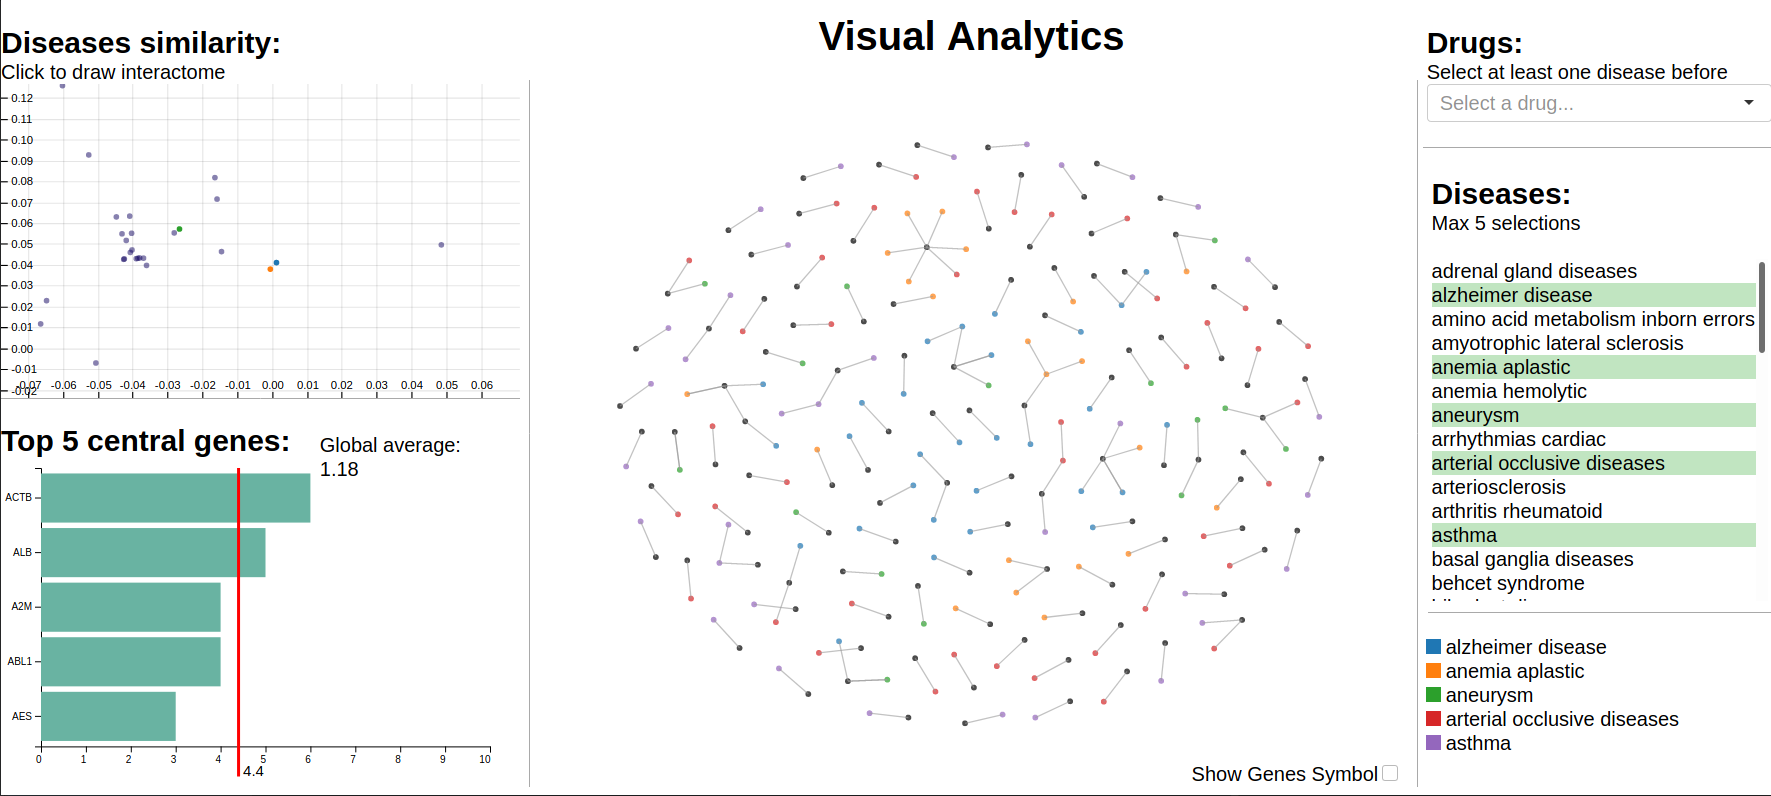 Visual Analytics
Diseases similarity:
Click to draw interactome
0.12
0.11
0.10
0.09
0.08
0.07
0.06
0.05
0.04
0.03
0.02
0.01
0.00
-0.01
-0.02
-0.07 -0.06 -0.05 -0.04 -0.03 -0.02 -0.01 0.00 0.01 0.02 0.03 0.04 0.05 0.06
Top 5 central genes:
Global average:
1.18
ACTB
ALB
A2M
ABL1
AES
0 1 2 3 4 5 6 7 8 9 10
4.4
Show Genes Symbol
Drugs:
Select at least one disease before
Select a drug...
Diseases:
Max 5 selections
adrenal gland diseases
alzheimer disease
amino acid metabolism inborn errors
amyotrophic lateral sclerosis
anemia aplastic
anemia hemolytic
aneurysm
arrhythmias cardiac
arterial occlusive diseases
arteriosclerosis
arthritis rheumatoid
asthma
basal ganglia diseases
behcet syndrome
alzheimer disease
anemia aplastic
aneurysm
arterial occlusive diseases
asthma